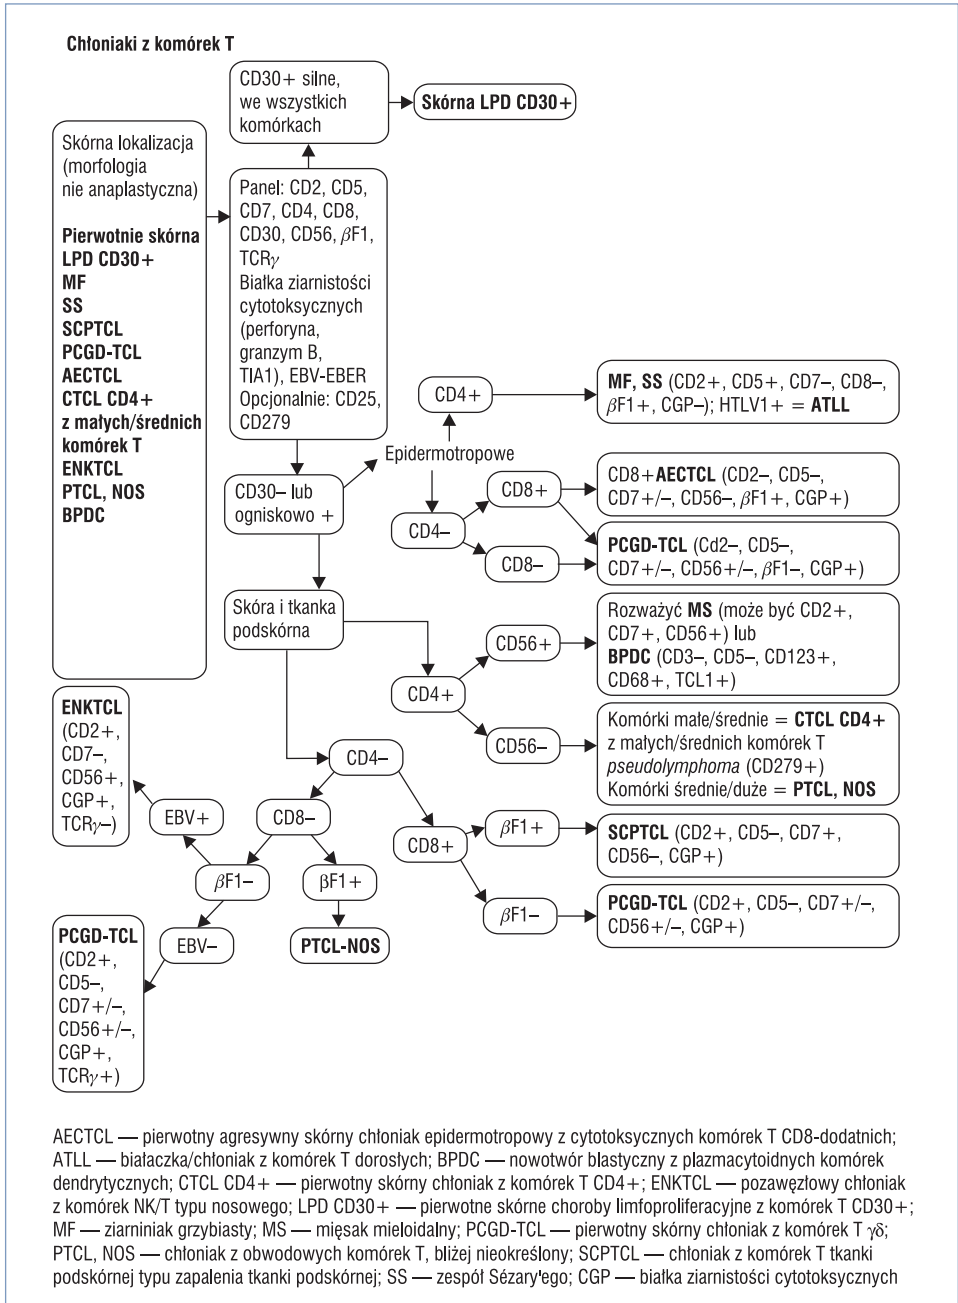 Chłoniaki z komórek T
CD30+ silne,
we wszystkich
komórkach
Skórna LPD CD30+
Skórna lokalizacja
(morfologia
nie anaplastyczna)
Pierwotnie skórna
LPD CD30+
MF
SS
SCPTCL
PCGD-TCL
AECTCL
CTCL CD4+
z małych/średnich
komórek T
ENKTCL
PTCL, NOS
BPDC
Panel: CD2, CD5,
CD7, CD4, CD8,
CD30, CD56, βF1,
TCRγ
Białka ziarnistości
cytotoksycznych
(perforyna,
granzym B,
TIA1), EBV-EBER
Opcjonalnie: CD25,
CD279
CD30– lub
ogniskowo +
Epidermotropowe
CD4+
MF, SS (CD2+, CD5+, CD7–, CD8–,
βF1+, CGP–); HTLV1+ = ATLL
CD4–
CD8+
CD8+AECTCL (CD2–, CD5–,
CD7+/–, CD56–, βF1+, CGP+)
CD8–
PCGD-TCL (Cd2–, CD5–,
CD7+/–, CD56+/–, βF1–, CGP+)
Skóra i tkanka
podskórna
CD4+
CD56+
Rozważyć MS (może być CD2+,
CD7+, CD56+) lub
BPDC (CD3–, CD5–, CD123+,
CD68+, TCL1+)
CD56–
Komórki małe/średnie = CTCL CD4+
z małych/średnich komórek T
pseudolymphoma (CD279+)
Komórki średnie/duże = PTCL, NOS
CD4–
CD8+
βF1+
SCPTCL (CD2+, CD5–, CD7+,
CD56–, CGP+)
βF1–
PCGD-TCL (CD2+, CD5–, CD7+/–,
CD56+/–, CGP+)
CD8–
βF1+
PTCL-NOS
βF1–
EBV+
ENKTCL
(CD2+,
CD7–,
CD56+,
CGP+,
TCRγ–)
EBV–
PCGD-TCL
(CD2+,
CD5–,
CD7+/–,
CD56+/–,
CGP+,
TCRγ+)
AECTCL — pierwotny agresywny skórny chłoniak epidermotropowy z cytotoksycznych komórek T CD8-dodatnich;
ATLL — białaczka/chłoniak z komórek T dorosłych; BPDC — nowotwór blastyczny z plazmacytoidnych komórek
dendrytycznych; CTCL CD4+ — pierwotny skórny chłoniak z komórek T CD4+; ENKTCL — pozawęzłowy chłoniak
z komórek NK/T typu nosowego; LPD CD30+ — pierwotne skórne choroby limfoproliferacyjne z komórek T CD30+;
MF — ziarniniak grzybiasty; MS — mięsak mieloidalny; PCGD-TCL — pierwotny skórny chłoniak z komórek T γδ;
PTCL, NOS — chłoniak z obwodowych komórek T, bliżej nieokreślony; SCPTCL — chłoniak z komórek T tkanki
podskórnej typu zapalenia tkanki podskórnej; SS — zespół Sézary'ego; CGP — białka ziarnistości cytotoksycznych